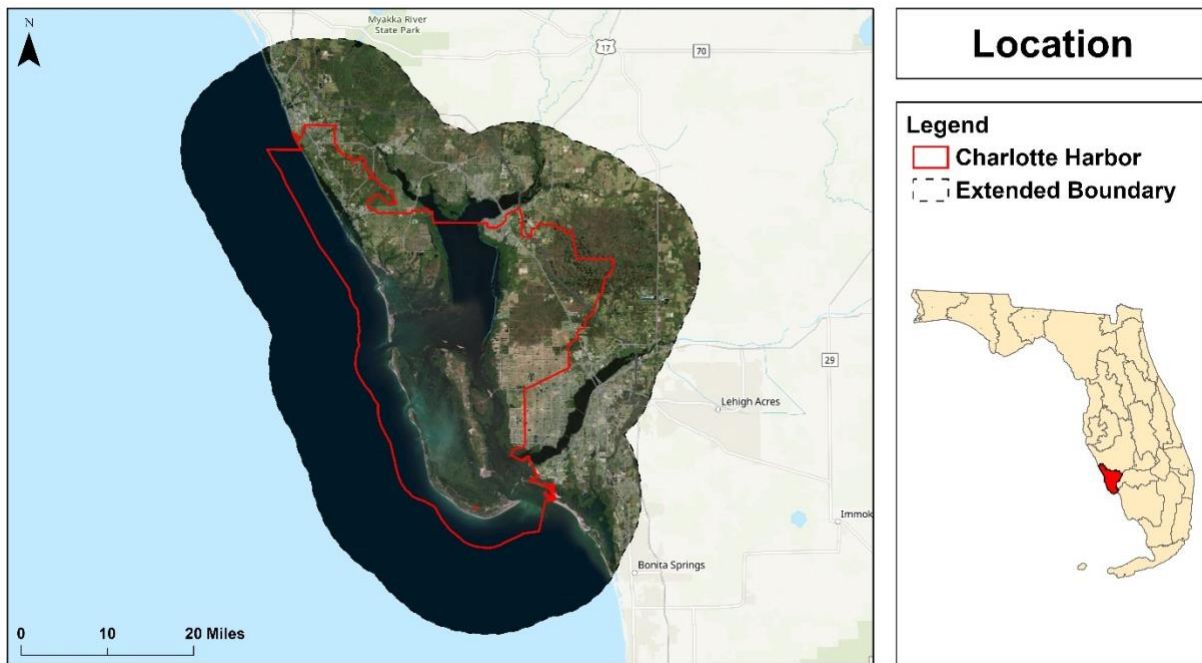 N
Myakka River
State Park
17
70
29
Lehigh Acres
Immok
Bonita Springs
0 10 20 Miles
Location
Legend
Charlotte Harbor
Extended Boundary